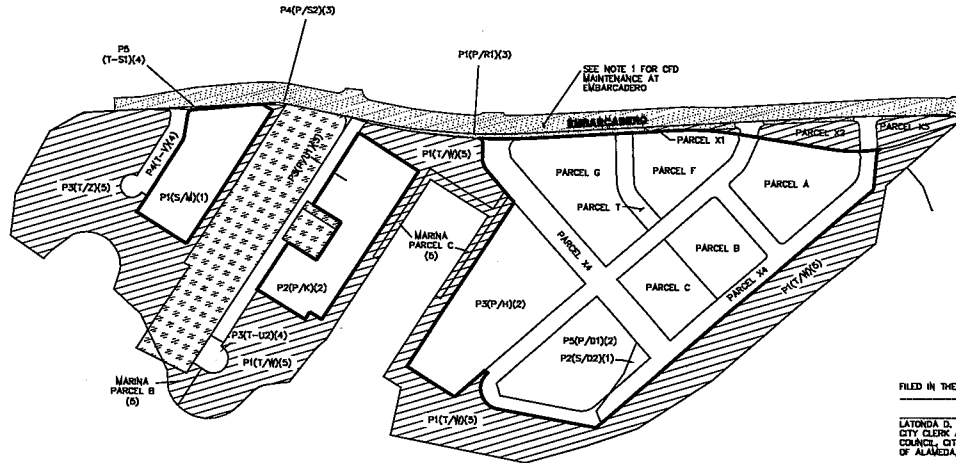 P4(P/S2)(3)
P5
(T-S1)(4)
P1(P/R1)(3)
SEE NOTE 1 FOR CFD
MAINTENANCE AT
EMBARCADERO
EMBARCADERO
PARCEL X1
PARCEL X2
PARCEL X3
P4(T-V)(4)
P1(T/W)(5)
PARCEL G
PARCEL F
PARCEL A
P3(T/Z)(5)
P1(S/M)(1)
PARCEL T
MARINA
PARCEL C
(5)
PARCEL B
PARCEL X4
PARCEL X4
P1(T/W)(5)
PARCEL C
P2(P/K)(2)
P3(P/H)(2)
P3(T-U2)(4)
P5(P/D1)(2)
P2(S/D2)(1)
P1(T/W)(5)
MARINA
PARCEL B
(5)
P1(T/W)(5)
FILED IN THE
LATONDA D.
CITY CLERK
COUNCIL, CIT
OF ALAMEDA,